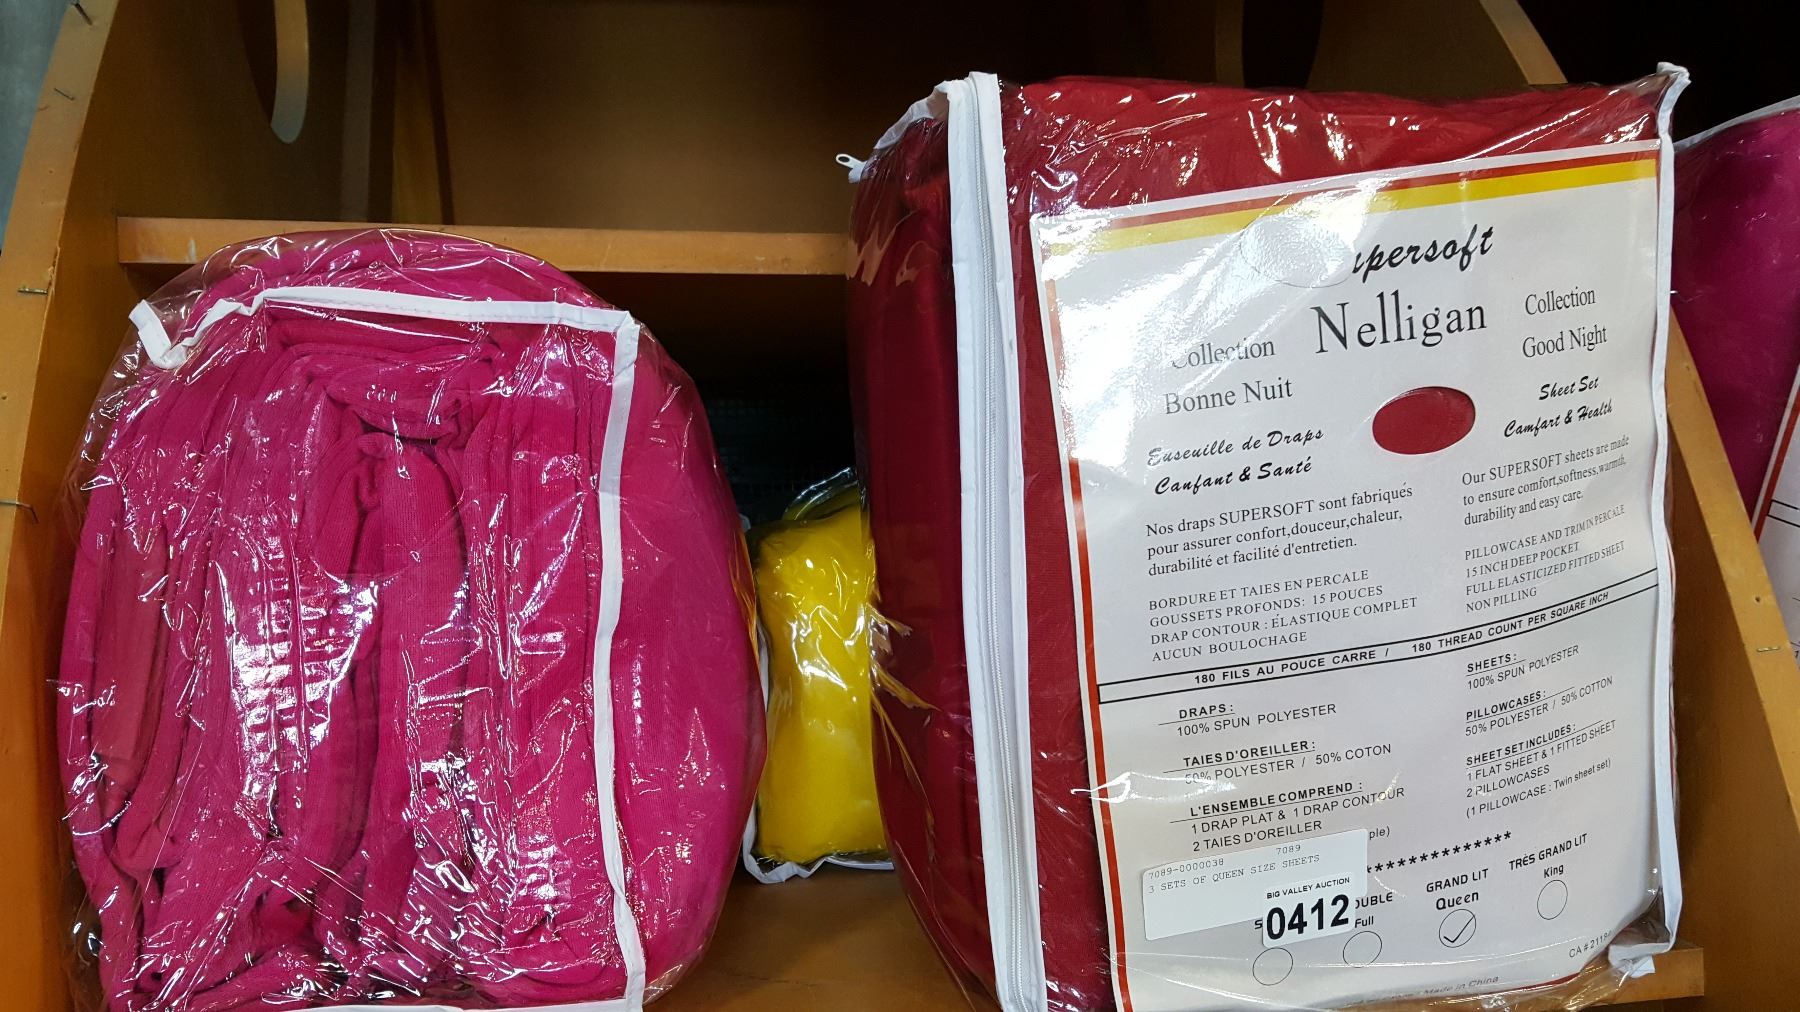 Nelligan
Collection
Bonne Nuit
Collection
Good Night
Enseuille de Draps
Canfant & Santé
Sheet Set
Camfart & Health
Nos draps SUPERSOFT sont fabriqués
pour assurer confort,douceur,chaleur,
durabilité et facilité d'entretien.
Our SUPERSOFT sheets are made
to ensure comfort,softness,warmth,
durability and easy care.
BORDURE ET TAIES EN PERCALE
GOUSSETS PROFONDS: 15 POUCES
DRAP CONTOUR : ÉLASTIQUE COMPLET
AUCUN BOULOCHAGE
PILLOWCASE AND TRIM IN PERCALE
15 INCH DEEP POCKET
FULL ELASTICIZED FITTED SHEET
NON PILLING
180 FILS AU POUCE CARRE / 180 THREAD COUNT PER SQUARE INCH
DRAPS:
100% SPUN POLYESTER
TAIES D'OREILLER:
50% POLYESTER / 50% COTON
L'ENSEMBLE COMPREND :
1 DRAP PLAT & 1 DRAP CONTOUR
2 TAIES D'OREILLER
SHEETS:
100% SPUN POLYESTER
PILLOWCASES:
50% POLYESTER / 50% COTTON
SHEET SET INCLUDES:
1 FLAT SHEET & 1 FITTED SHEET
2 PILLOWCASES
(1 PILLOWCASE : Twin sheet set)
7089-0000038 7089
3 SETS OF QUEEN SIZE SHEETS
BIG VALLEY AUCTION
0412
Full
GRAND LIT
Queen
TRÉS GRAND LIT
King
Made in China